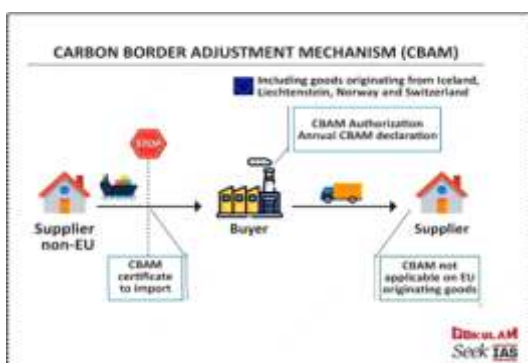 CARBON BORDER ADJUSTMENT MECHANISM (CBAM)
Including goods originating from Iceland,
Liechtenstein, Norway and Switzerland
CBAM Authorization
Annual CBAM declaration
STOP
Supplier
non-EU
Buyer
Supplier
CBAM
certificate
to import
CBAM not
applicable on EU
originating goods
GOKULAM
Seek IAS